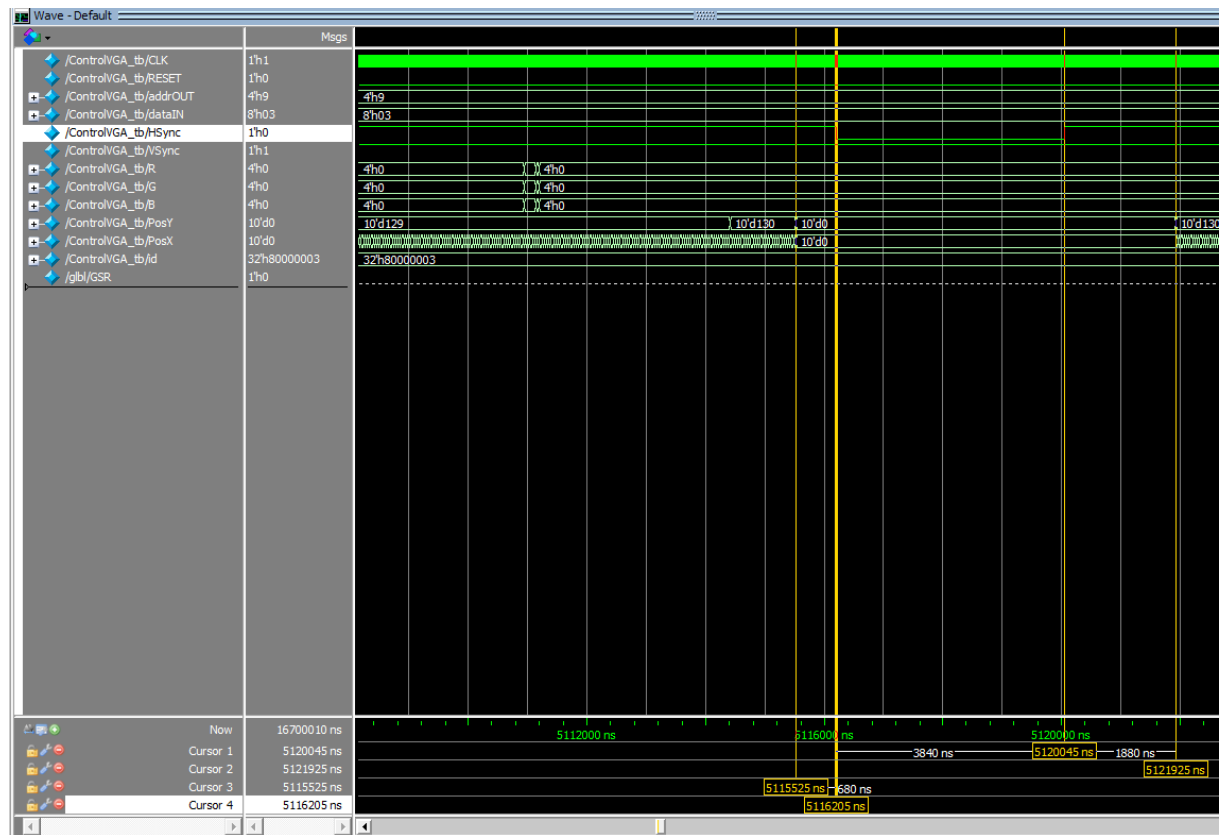 Wave - Default
Msgs
/ControlVGA_tb/CLK 1'h1
/ControlVGA_tb/RESET 1'h0
/ControlVGA_tb/addrOUT 4'h9 4'h9
/ControlVGA_tb/dataIN 8'h03 8'h03
/ControlVGA_tb/HSync 1'h0
/ControlVGA_tb/VSync 1'h1
/ControlVGA_tb/R 4'h0 4'h0 4'h0
/ControlVGA_tb/G 4'h0 4'h0 4'h0
/ControlVGA_tb/B 4'h0 4'h0 4'h0
/ControlVGA_tb/PosY 10'd0 10'd129 10'd130 10'd0 10'd130
/ControlVGA_tb/PosX 10'd0 10'd0
/ControlVGA_tb/id 32'h80000003 32'h80000003
/glbl/GSR 1'h0
Now 16700010 ns 5112000 ns 5116000 ns 5120000 ns
Cursor 1 5120045 ns 3840 ns 5120045 ns 1880 ns
Cursor 2 5121925 ns 5121925 ns
Cursor 3 5115525 ns 5115525 ns 680 ns
Cursor 4 5116205 ns 5116205 ns